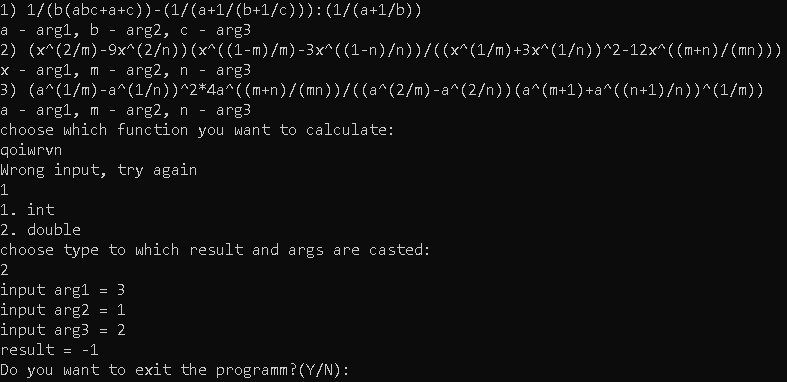 1) 1/(b(abc+a+c))-(1/(a+1/(b+1/c))):(1/(a+1/b))
a - arg1, b - arg2, c - arg3
2) (x^(2/m)-9x^(2/n))(x^((1-m)/m)-3x^((1-n)/n))/((x^(1/m)+3x^(1/n))^2-12x^((m+n)/(mn)))
x - arg1, m - arg2, n - arg3
3) (a^(1/m)-a^(1/n))^2*4a^((m+n)/(mn))/((a^(2/m)-a^(2/n))(a^(m+1)+a^((n+1)/n))^(1/m))
a - arg1, m - arg2, n - arg3
choose which function you want to calculate:
qoiwrvn
Wrong input, try again
1
1. int
2. double
choose type to which result and args are casted:
2
input arg1 = 3
input arg2 = 1
input arg3 = 2
result = -1
Do you want to exit the programm?(Y/N):